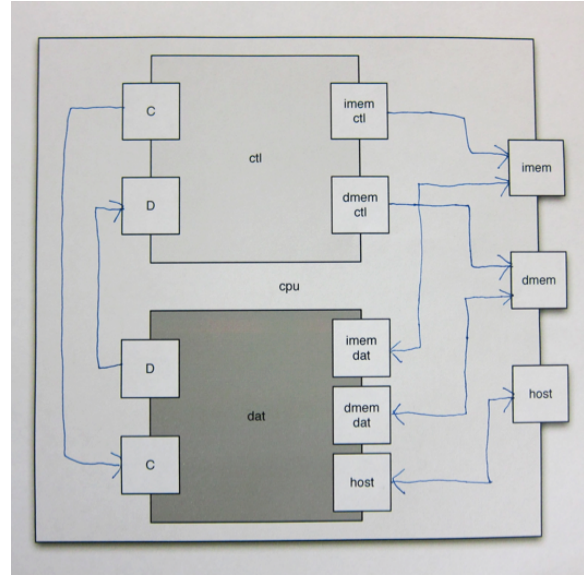 C
imem
ctl
ctl
imem
D
dmem
ctl
dmem
cpu
imem
dat
D
host
dmem
dat
dat
C
host